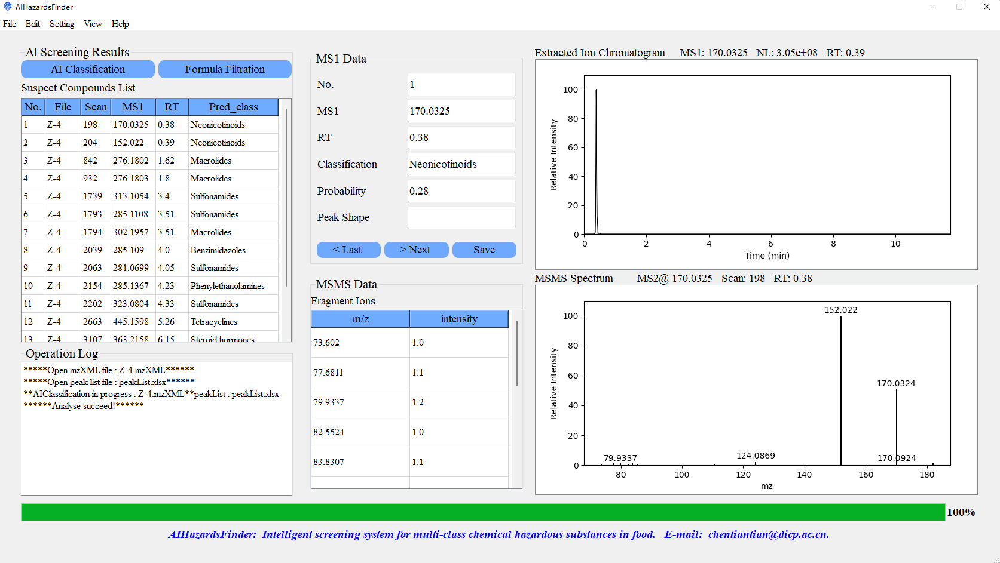 AIHazardsFinder
File Edit Setting View Help
AI Screening Results
AI Classification Formula Filtration
Suspect Compounds List
No. File Scan MS1 RT Pred_class
1 Z-4 198 170.0325 0.38 Neonicotinoids
2 Z-4 204 152.022 0.39 Neonicotinoids
3 Z-4 842 276.1802 1.62 Macrolides
4 Z-4 932 276.1803 1.8 Macrolides
5 Z-4 1739 313.1054 3.4 Sulfonamides
6 Z-4 1793 285.1108 3.51 Sulfonamides
7 Z-4 1794 302.1957 3.51 Macrolides
8 Z-4 2039 285.109 4.0 Benzimidazoles
9 Z-4 2063 281.0699 4.05 Sulfonamides
10 Z-4 2154 285.1367 4.23 Phenylethanolamines
11 Z-4 2202 323.0804 4.33 Sulfonamides
12 Z-4 2663 445.1598 5.26 Tetracyclines
13 Z-4 3107 363.2158 6.15 Steroid hormones
Operation Log
*****Open mzXML file : Z-4.mzXML******
*****Open peak list file : peakList.xlsx******
**AIClassification in progress : Z-4.mzXML**peakList : peakList.xlsx
******Analyse succeed!******
MS1 Data
No. 1
MS1 170.0325
RT 0.38
Classification Neonicotinoids
Probability 0.28
Peak Shape
< Last > Next Save
MSMS Data
Fragment Ions
m/z intensity
73.602 1.0
77.6811 1.1
79.9337 1.2
82.5524 1.0
83.8307 1.1
Extracted Ion Chromatogram MS1: 170.0325 NL: 3.05e+08 RT: 0.39
Relative Intensity
100
80
60
40
20
0
0 2 4 6 8 10
Time (min)
MSMS Spectrum MS2@ 170.0325 Scan: 198 RT: 0.38
Relative Intensity
100
80
60
40
20
0
152.022
170.0324
79.9337 124.0869 170.0924
80 100 120 140 160 180
mz
100%
AIHazardsFinder: Intelligent screening system for multi-class chemical hazardous substances in food. E-mail: chentiantian@dicp.ac.cn.